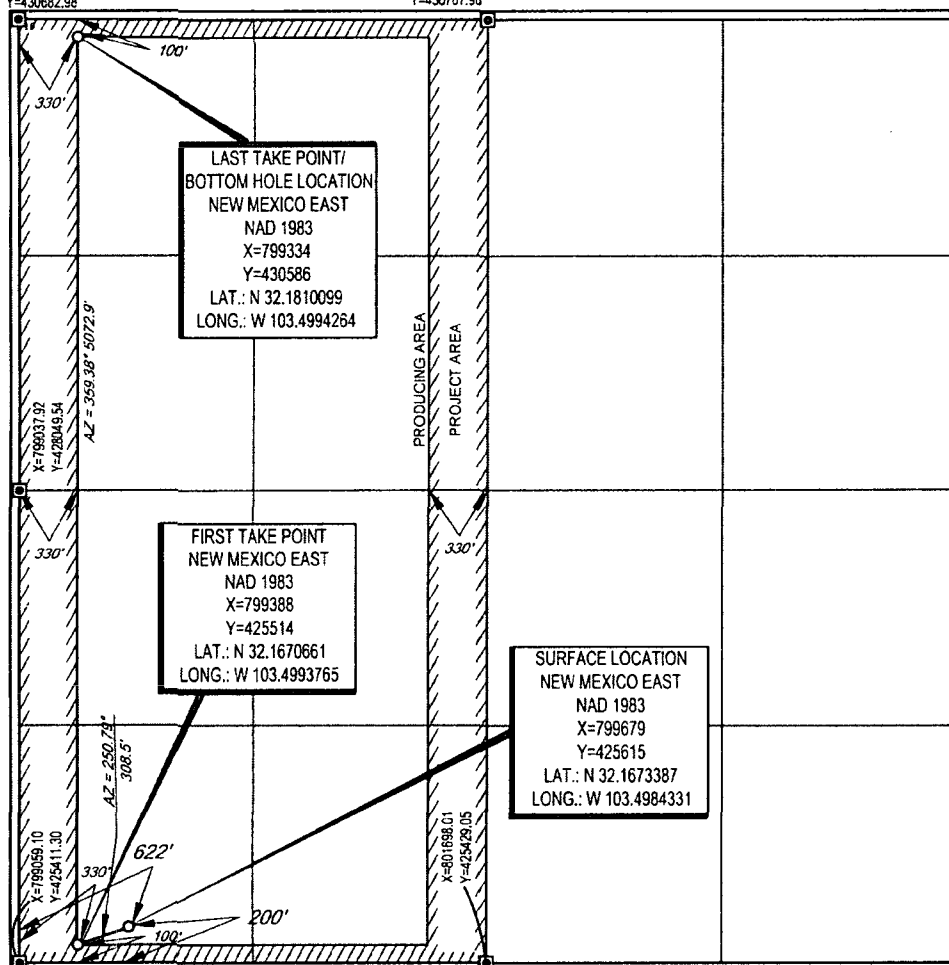 Y=430682.98
100'
330'
LAST TAKE POINT/
BOTTOM HOLE LOCATION
NEW MEXICO EAST
NAD 1983
X=799334
Y=430586
LAT.: N 32.1810099
LONG.: W 103.4994264
AZ = 359.38° 5072.9'
PRODUCING AREA
PROJECT AREA
X=799037.92
Y=428049.54
330'
330'
FIRST TAKE POINT
NEW MEXICO EAST
NAD 1983
X=799388
Y=425514
LAT.: N 32.1670661
LONG.: W 103.4993765
SURFACE LOCATION
NEW MEXICO EAST
NAD 1983
X=799679
Y=425615
LAT.: N 32.1673387
LONG.: W 103.4984331
AZ = 250.79°
308.5'
X=799059.10
Y=425411.30
622'
330'
X=801698.01
Y=425429.05
200'
100'